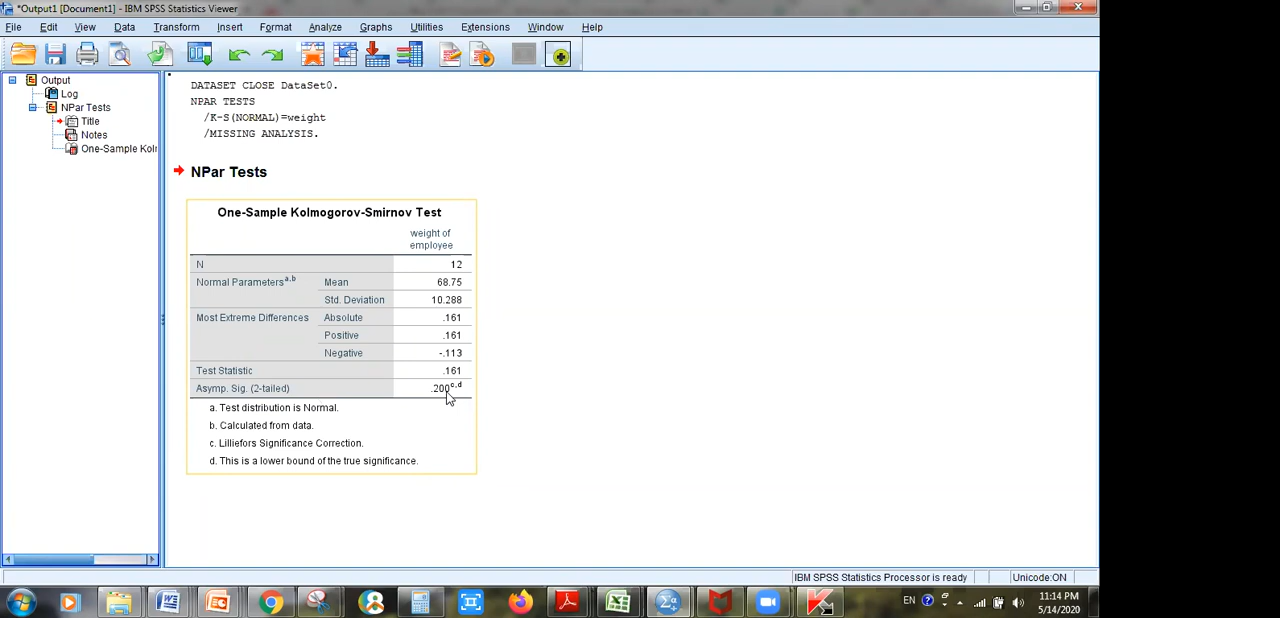 *Output1 [Document1] - IBM SPSS Statistics Viewer
File Edit View Data Transform Insert Format Analyze Graphs Utilities Extensions Window Help
Output
Log
NPar Tests
Title
Notes
One-Sample Kolr
DATASET CLOSE DataSet0.
NPAR TESTS
/K-S(NORMAL)=weight
/MISSING ANALYSIS.
NPar Tests
One-Sample Kolmogorov-Smirnov Test
weight of
employee
N 12
Normal Parameters a,b Mean 68.75
Std. Deviation 10.288
Most Extreme Differences Absolute .161
Positive .161
Negative -.113
Test Statistic .161
Asymp. Sig. (2-tailed) .200 c,d
a. Test distribution is Normal.
b. Calculated from data.
c. Lilliefors Significance Correction.
d. This is a lower bound of the true significance.
IBM SPSS Statistics Processor is ready Unicode:ON
EN 11:14 PM
5/14/2020